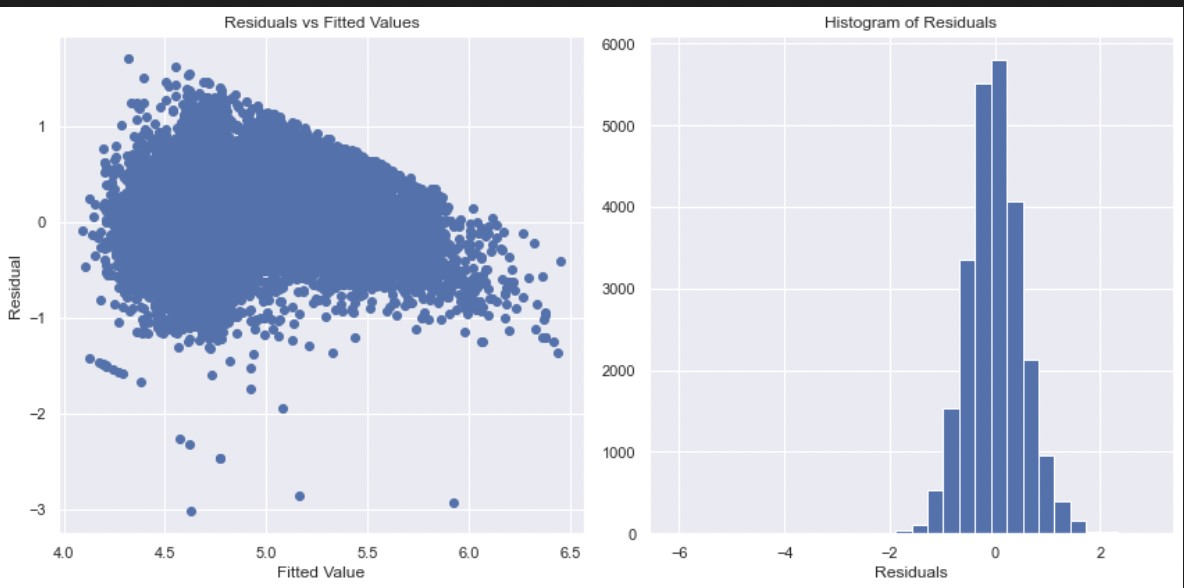 Residuals vs Fitted Values
1
0
−1
−2
−3
Residual
4.0 4.5 5.0 5.5 6.0 6.5
Fitted Value
Histogram of Residuals
6000
5000
4000
3000
2000
1000
0
−6 −4 −2 0 2
Residuals